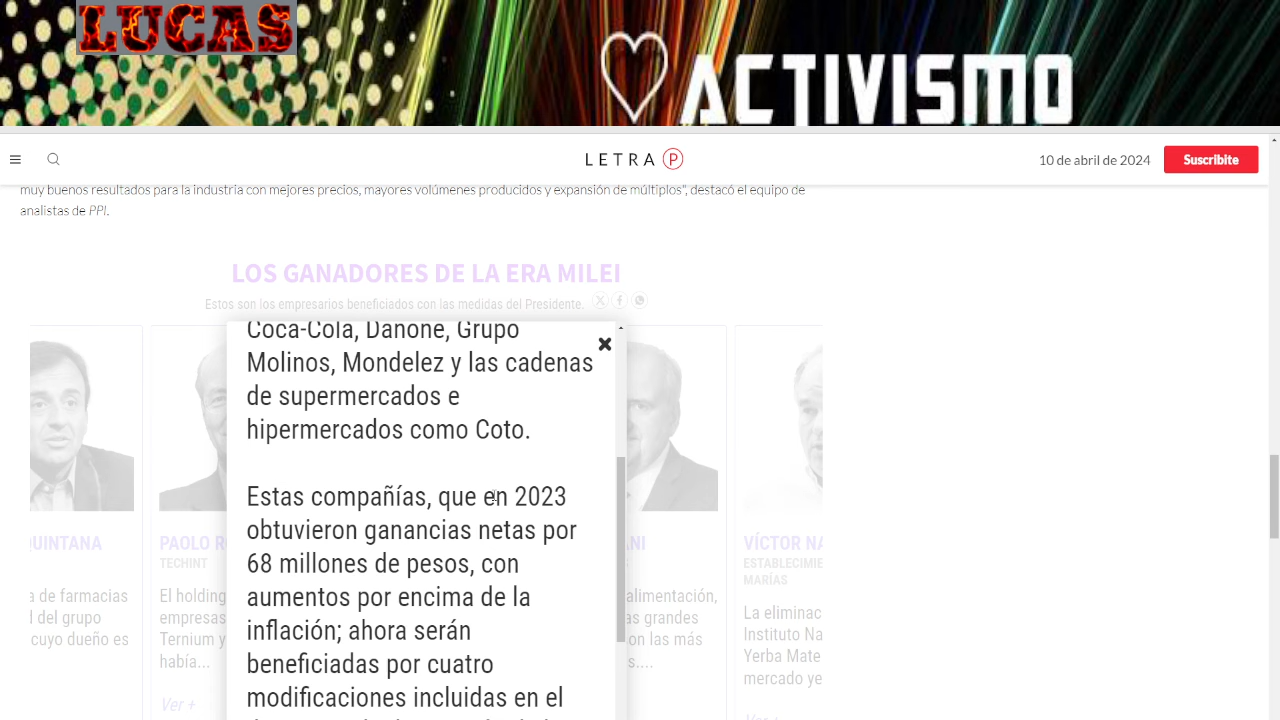 LUCAS
ACTIVISMO
LETRA P
10 de abril de 2024
Suscribite
muy buenos resultados para la industria con mejores precios, mayores volúmenes producidos y expansión de múltiplos", destacó el equipo de
analistas de PPI.
LOS GANADORES DE LA ERA MILEI
Estos son los empresarios beneficiados con las medidas del Presidente.
Coca-Cola, Danone, Grupo
Molinos, Mondelez y las cadenas
de supermercados e
hipermercados como Coto.
Estas compañías, que en 2023
obtuvieron ganancias netas por
68 millones de pesos, con
aumentos por encima de la
inflación; ahora serán
beneficiadas por cuatro
modificaciones incluidas en el
UINTANA
de farmacias
del grupo
cuyo dueño es
PAOLO R
TECHINT
El holding
empresas
Ternium y
había...
Ver +
NI
alimentación,
as grandes
on las más
s....
VÍCTOR NA
ESTABLECIMIE
MARÍAS
La eliminac
Instituto Na
Yerba Mate
mercado ye